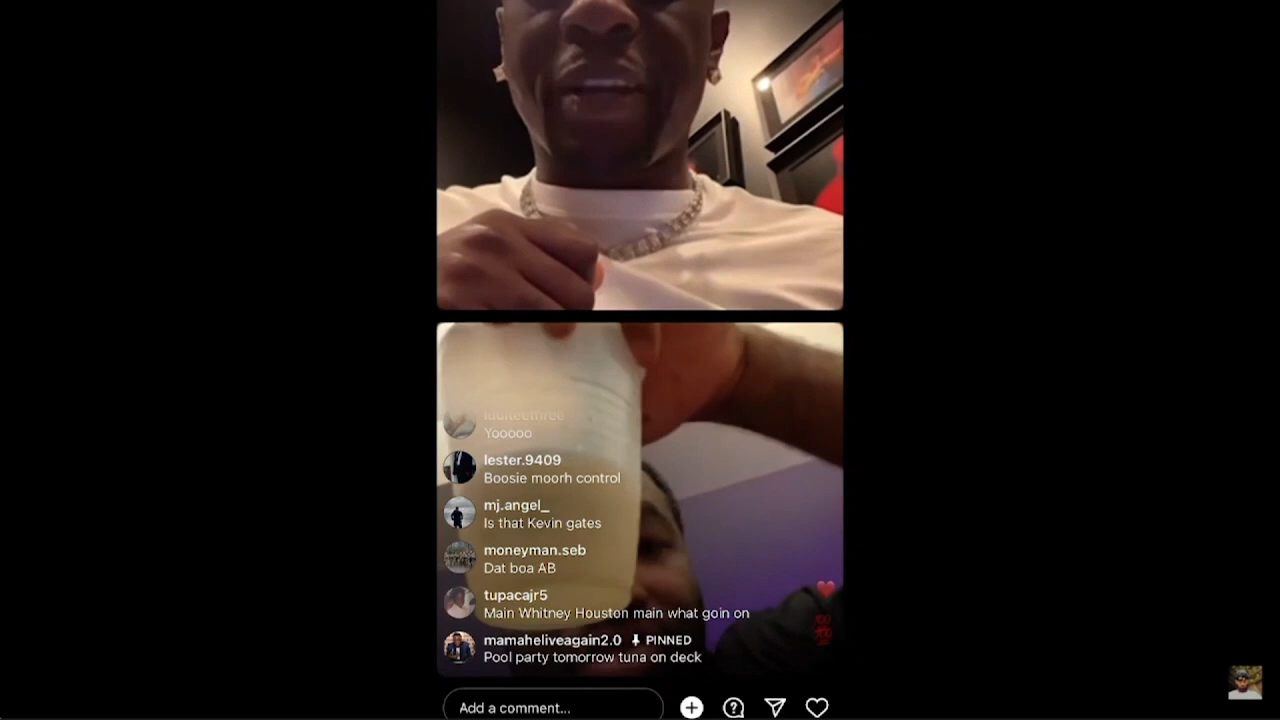 Yooooo
lester.9409
Boosie moorh control
mj.angel_
Is that Kevin gates
moneyman.seb
Dat boa AB
tupacajr5
Main Whitney Houston main what goin on
mamaheliveagain2.0 PINNED
Pool party tomorrow tuna on deck
Add a comment...